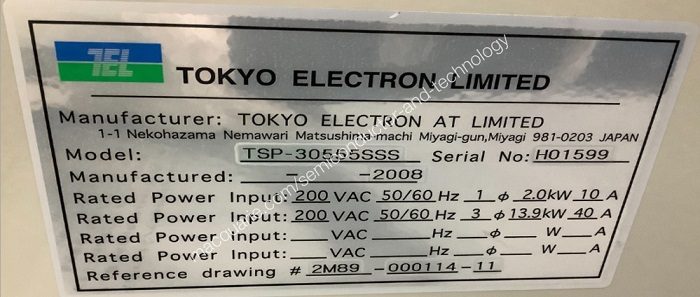 TEL
TOKYO ELECTRON LIMITED
Manufacturer: TOKYO ELECTRON AT LIMITED
1-1 Nekohazama Nemawari Matsushima-machi Miyagi-gun,Miyagi 981-0203 JAPAN
Model: TSP-30555SSS Serial No: H01599
Manufactured: - -2008
Rated Power Input: 200 VAC 50/60 Hz 1 φ 2.0kW 10 A
Rated Power Input: 200 VAC 50/60 Hz 3 φ 13.9kW 40 A
Rated Power Input: VAC Hz φ W A
Rated Power Input: VAC Hz φ W A
Reference drawing # 2M89 -000114-11